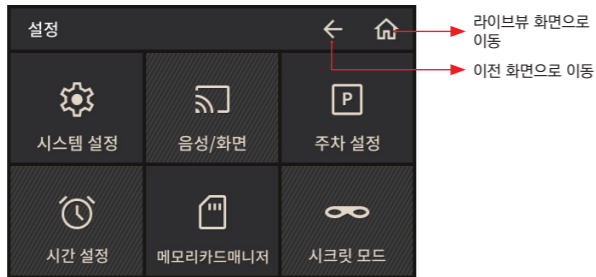 설정
라이브뷰 화면으로
이동
이전 화면으로 이동
P
시스템 설정
음성/화면
주차 설정
시간 설정
메모리카드매니저
시크릿 모드